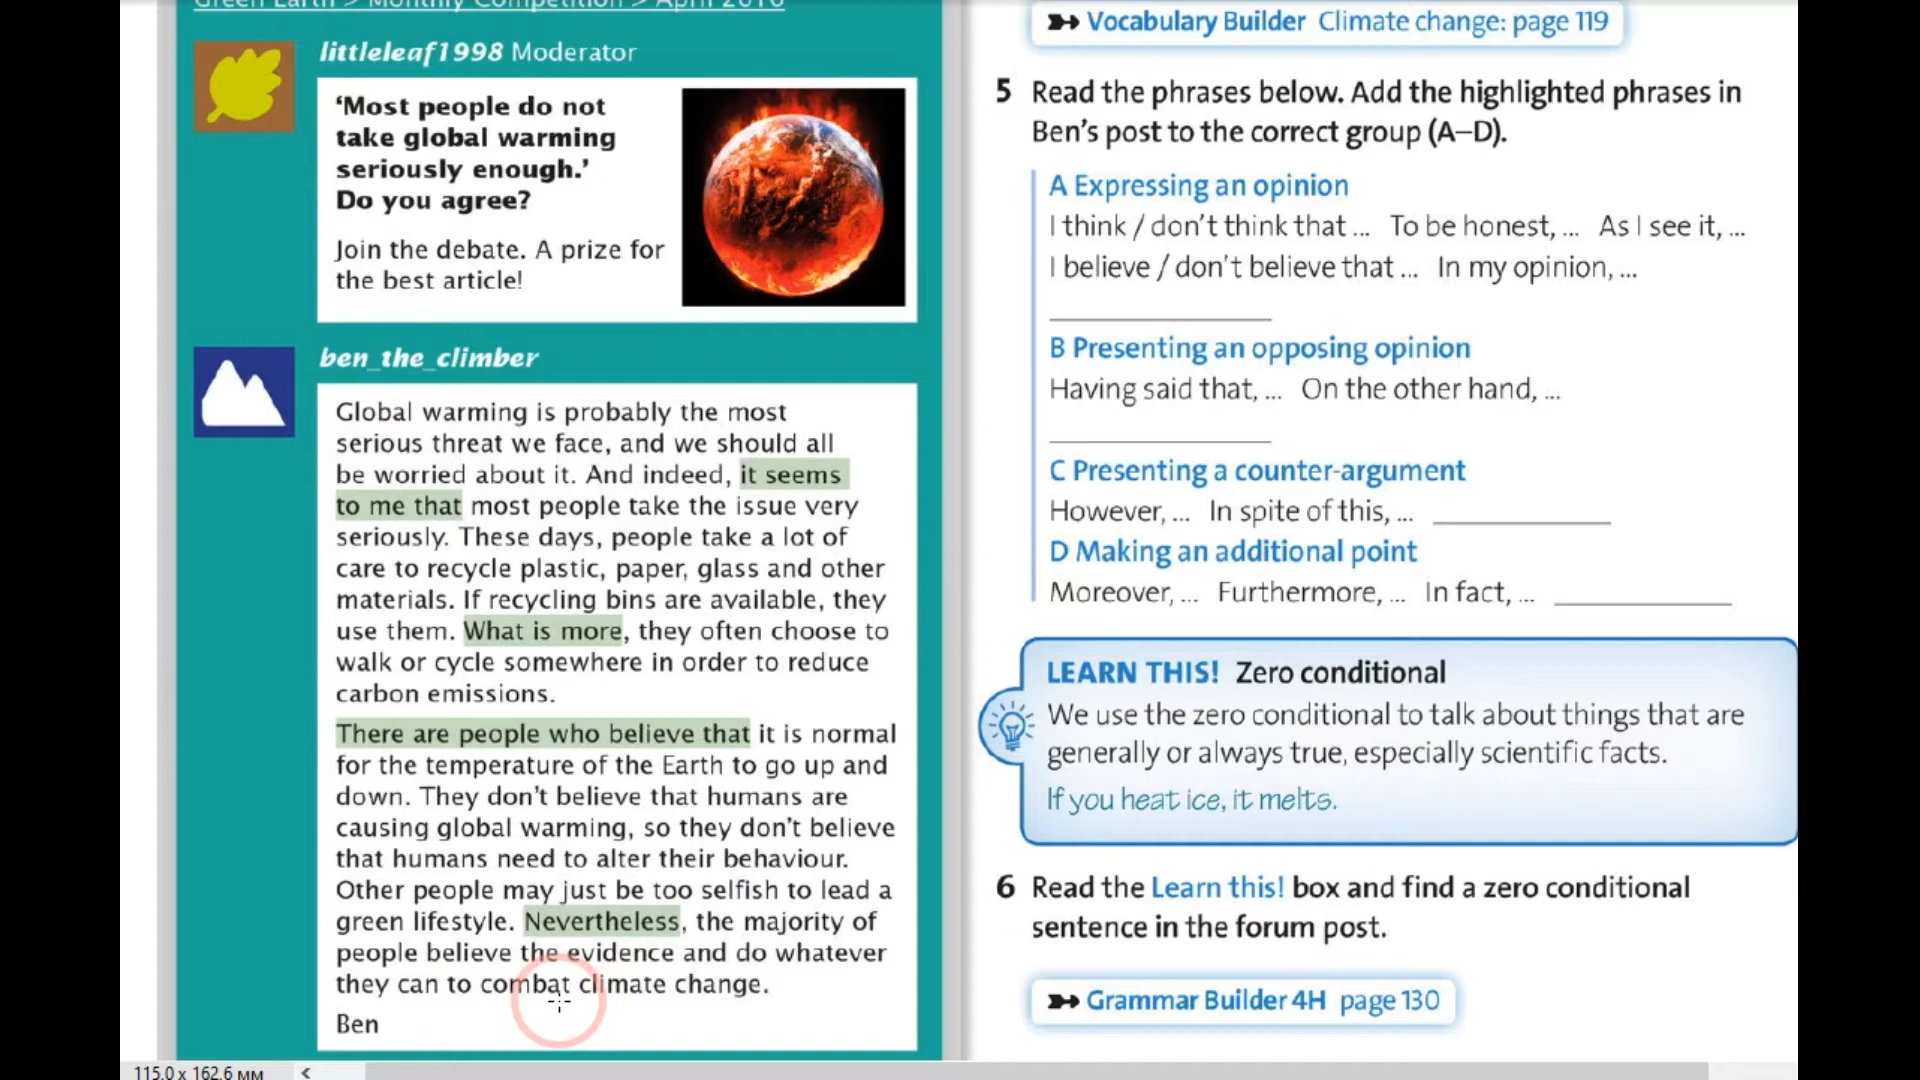 Green Earth > Monthly Competition > April 2016
littleleaf1998 Moderator
‘Most people do not
take global warming
seriously enough.’
Do you agree?
Join the debate. A prize for
the best article!
ben_the_climber
Global warming is probably the most
serious threat we face, and we should all
be worried about it. And indeed, it seems
to me that most people take the issue very
seriously. These days, people take a lot of
care to recycle plastic, paper, glass and other
materials. If recycling bins are available, they
use them. What is more, they often choose to
walk or cycle somewhere in order to reduce
carbon emissions.
There are people who believe that it is normal
for the temperature of the Earth to go up and
down. They don’t believe that humans are
causing global warming, so they don’t believe
that humans need to alter their behaviour.
Other people may just be too selfish to lead a
green lifestyle. Nevertheless, the majority of
people believe the evidence and do whatever
they can to combat climate change.
Ben
115,0 x 162,6 мм <
Vocabulary Builder Climate change: page 119
5 Read the phrases below. Add the highlighted phrases in
Ben’s post to the correct group (A–D).
A Expressing an opinion
I think / don’t think that ... To be honest, ... As I see it, ...
I believe / don’t believe that ... In my opinion, ...
B Presenting an opposing opinion
Having said that, ... On the other hand, ...
C Presenting a counter-argument
However, ... In spite of this, ...
D Making an additional point
Moreover, ... Furthermore, ... In fact, ...
LEARN THIS! Zero conditional
We use the zero conditional to talk about things that are
generally or always true, especially scientific facts.
If you heat ice, it melts.
6 Read the Learn this! box and find a zero conditional
sentence in the forum post.
Grammar Builder 4H page 130